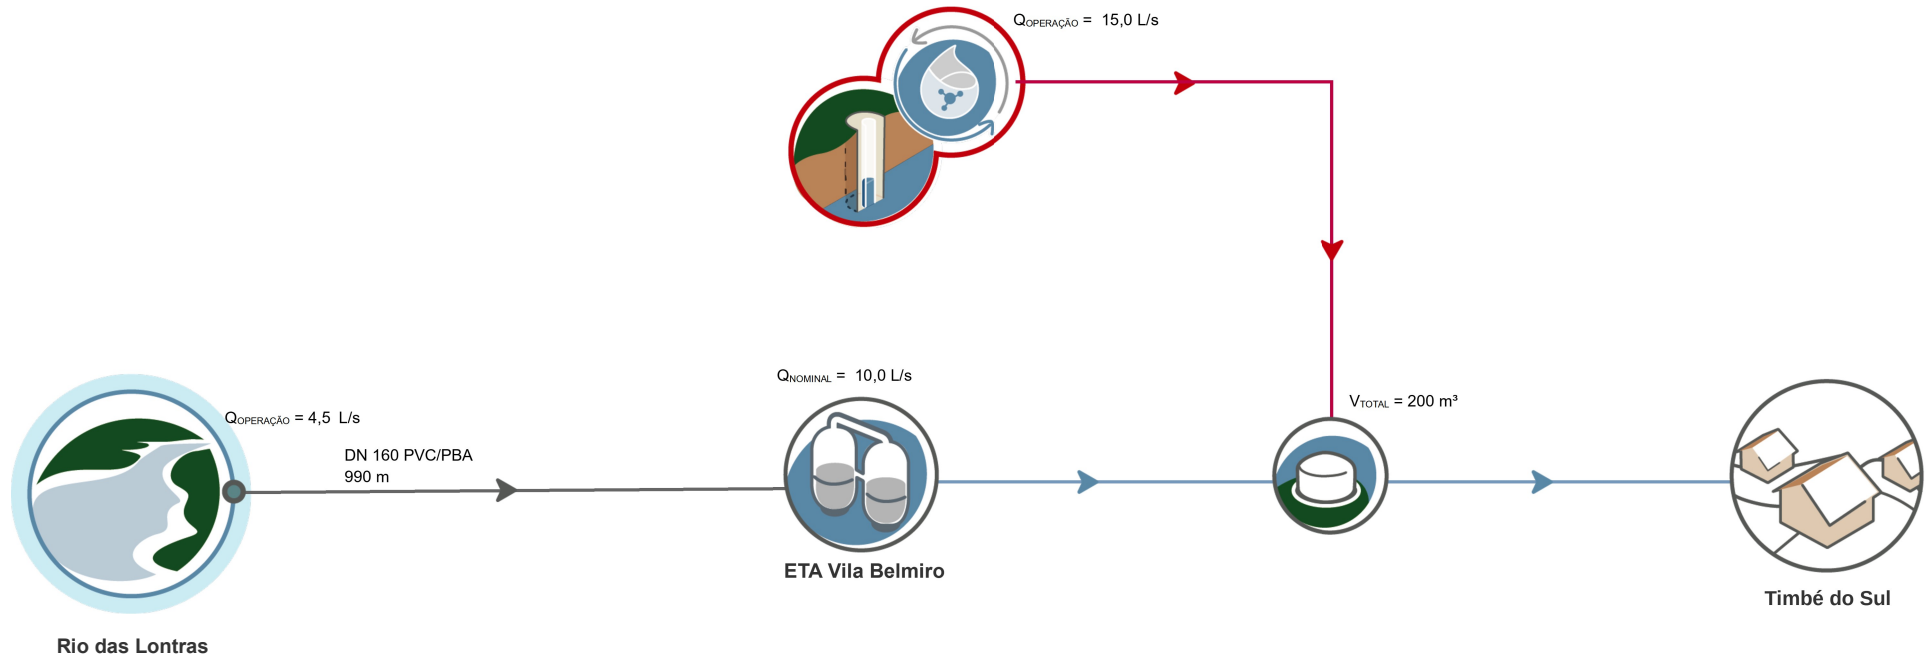 QOPERAÇÃO = 15,0 L/s
QNOMINAL = 10,0 L/s
VTOTAL = 200 m³
QOPERAÇÃO = 4,5 L/s
DN 160 PVC/PBA
990 m
ETA Vila Belmiro
Timbé do Sul
Rio das Lontras